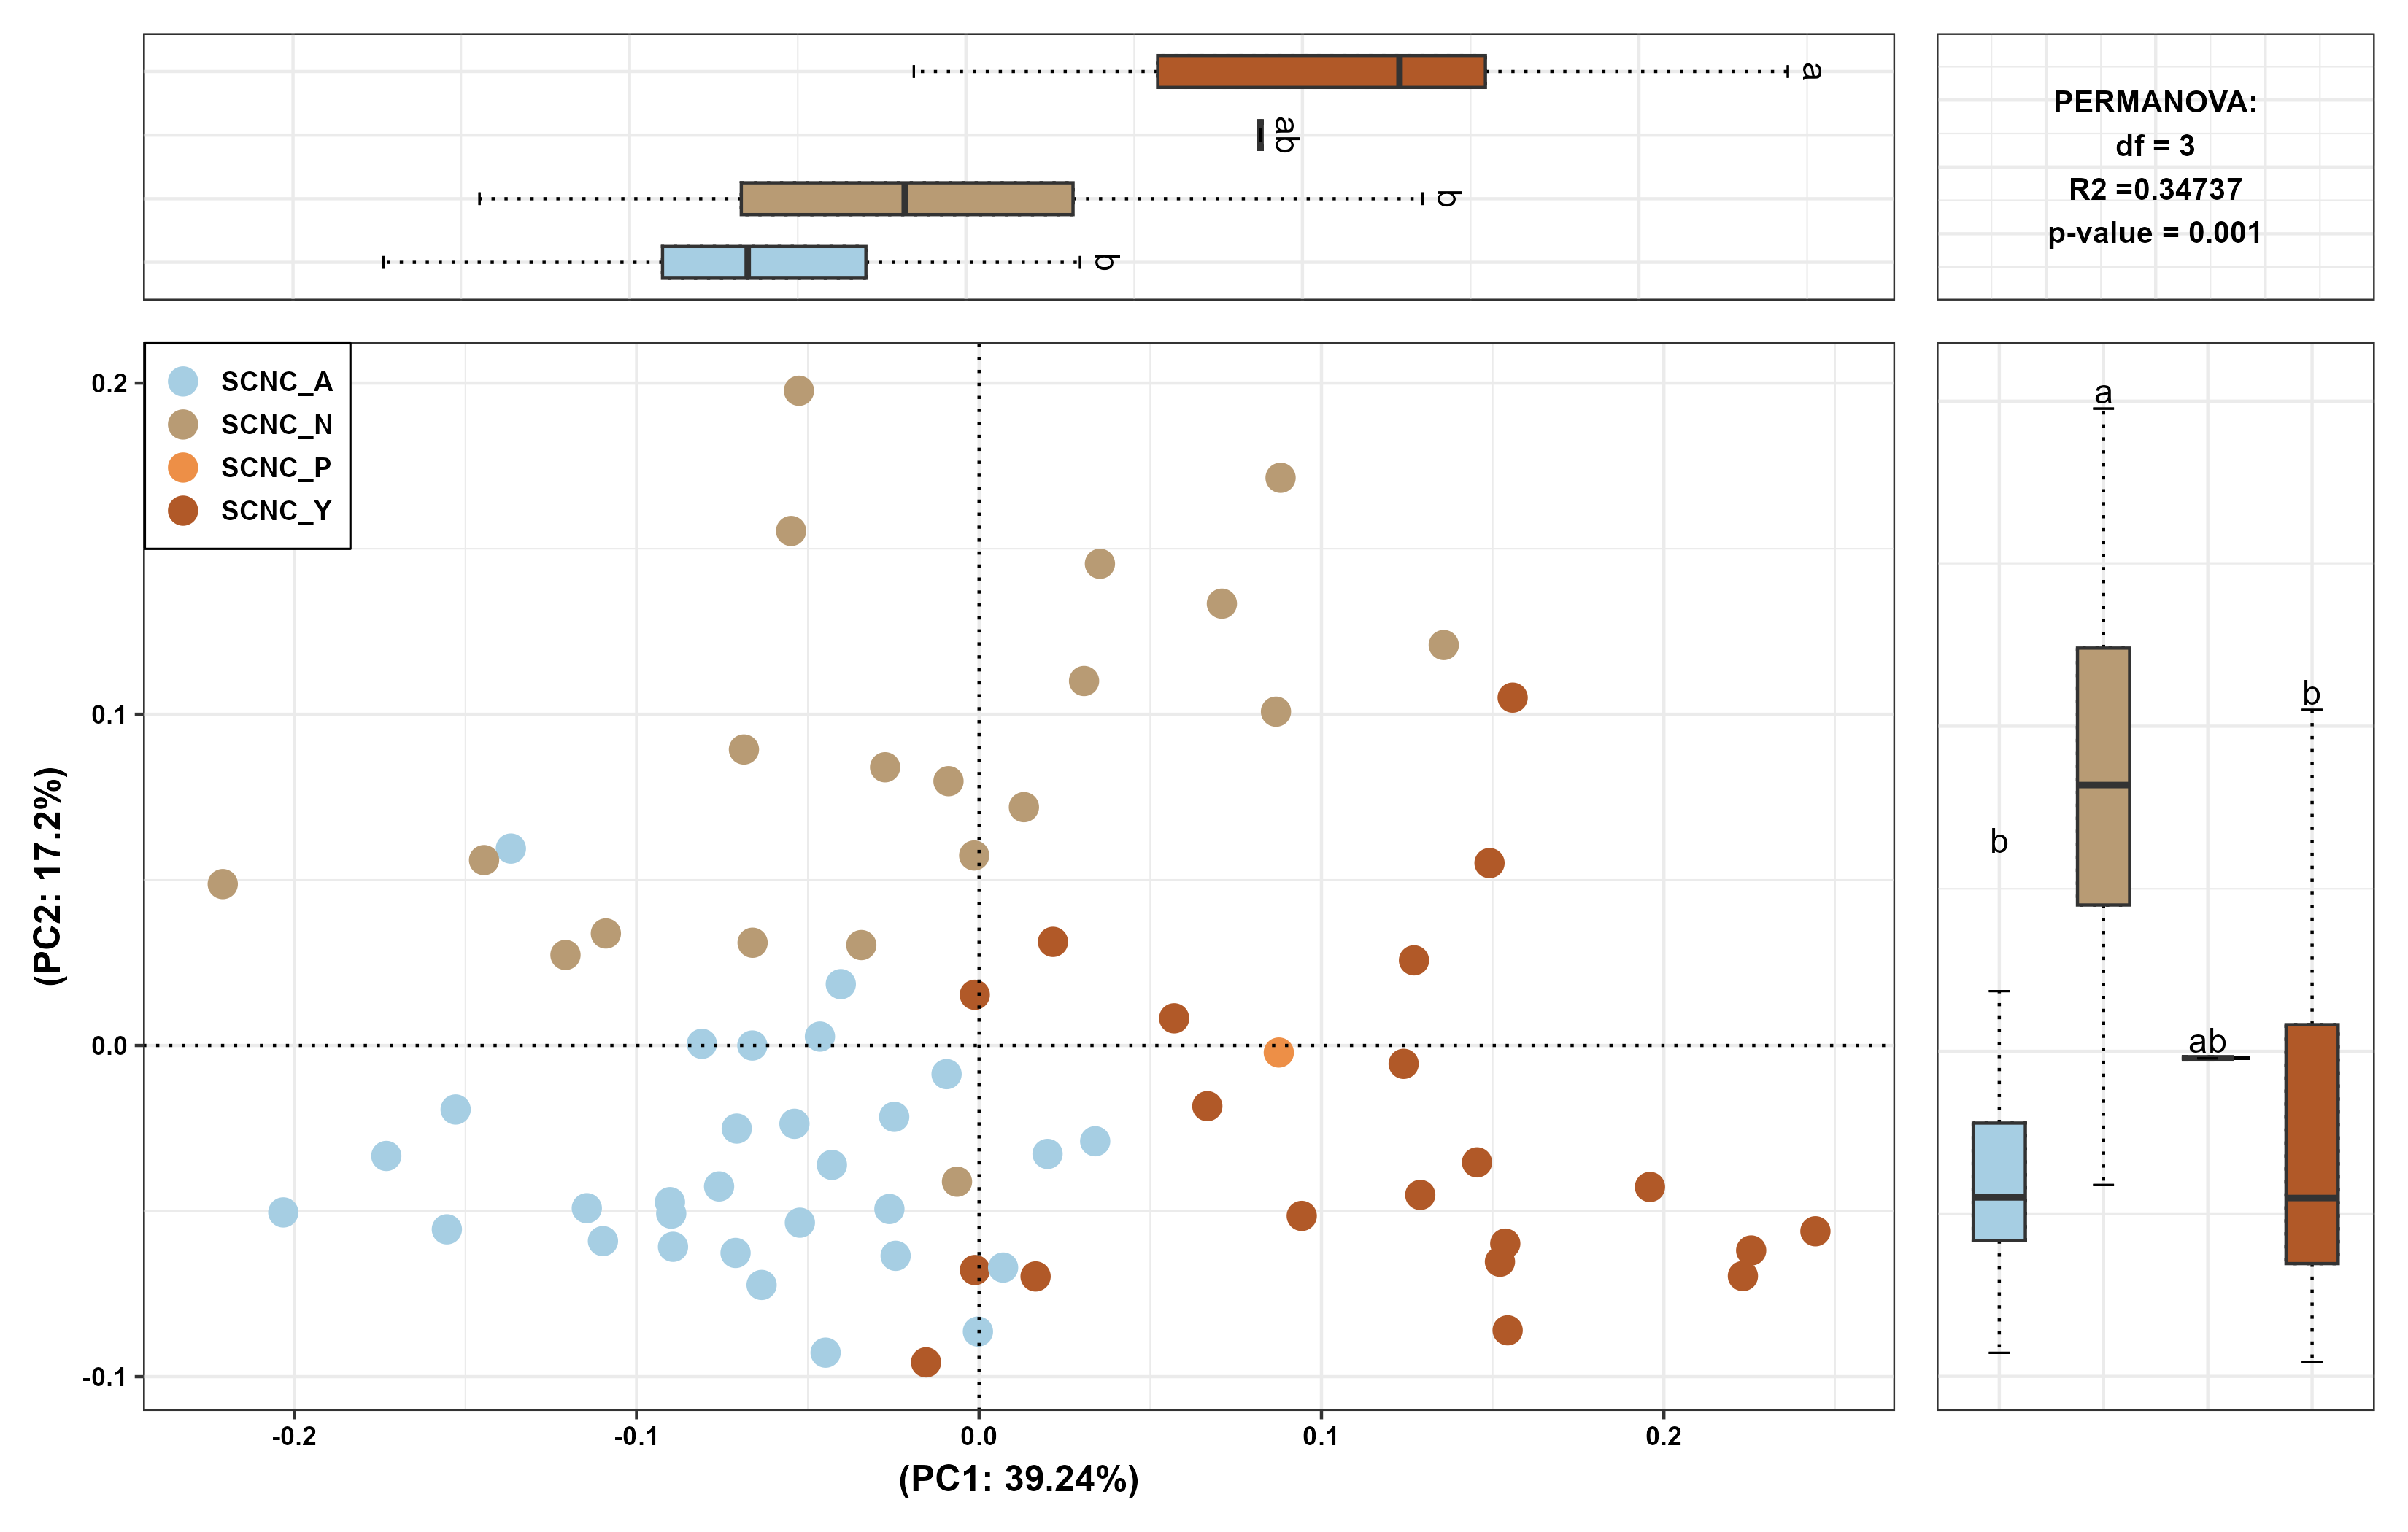 a
ab
b
b
PERMANOVA:
df = 3
R2 =0.34737
p-value = 0.001
SCNC_A
SCNC_N
SCNC_P
SCNC_Y
0.2
0.1
0.0
-0.1
(PC2: 17.2%)
-0.2
-0.1
0.0
0.1
0.2
(PC1: 39.24%)
a
b
b
ab